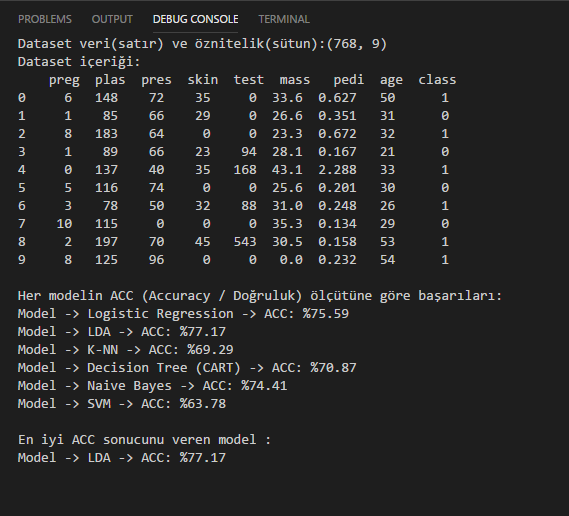 PROBLEMS OUTPUT DEBUG CONSOLE TERMINAL
Dataset veri(satır) ve öznitelik(sütun):(768, 9)
Dataset içeriği:
preg plas pres skin test mass pedi age class
0 6 148 72 35 0 33.6 0.627 50 1
1 1 85 66 29 0 26.6 0.351 31 0
2 8 183 64 0 0 23.3 0.672 32 1
3 1 89 66 23 94 28.1 0.167 21 0
4 0 137 40 35 168 43.1 2.288 33 1
5 5 116 74 0 0 25.6 0.201 30 0
6 3 78 50 32 88 31.0 0.248 26 1
7 10 115 0 0 0 35.3 0.134 29 0
8 2 197 70 45 543 30.5 0.158 53 1
9 8 125 96 0 0 0.0 0.232 54 1
Her modelin ACC (Accuracy / Doğruluk) ölçütüne göre başarıları:
Model -> Logistic Regression -> ACC: %75.59
Model -> LDA -> ACC: %77.17
Model -> K-NN -> ACC: %69.29
Model -> Decision Tree (CART) -> ACC: %70.87
Model -> Naive Bayes -> ACC: %74.41
Model -> SVM -> ACC: %63.78
En iyi ACC sonucunu veren model :
Model -> LDA -> ACC: %77.17